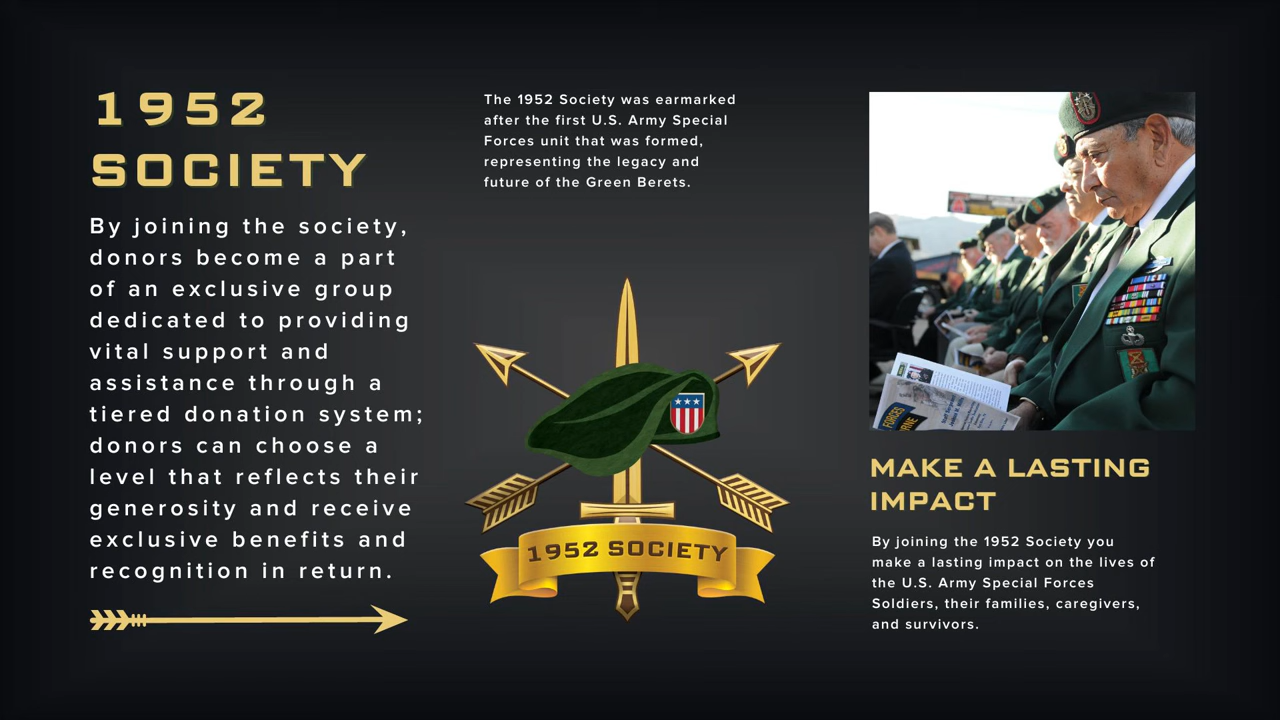 1952
SOCIETY
By joining the society,
donors become a part
of an exclusive group
dedicated to providing
vital support and
assistance through a
tiered donation system;
donors can choose a
level that reflects their
generosity and receive
exclusive benefits and
recognition in return.
The 1952 Society was earmarked
after the first U.S. Army Special
Forces unit that was formed,
representing the legacy and
future of the Green Berets.
1952 SOCIETY
FORCES
MAKE A LASTING
IMPACT
By joining the 1952 Society you
make a lasting impact on the lives of
the U.S. Army Special Forces
Soldiers, their families, caregivers,
and survivors.